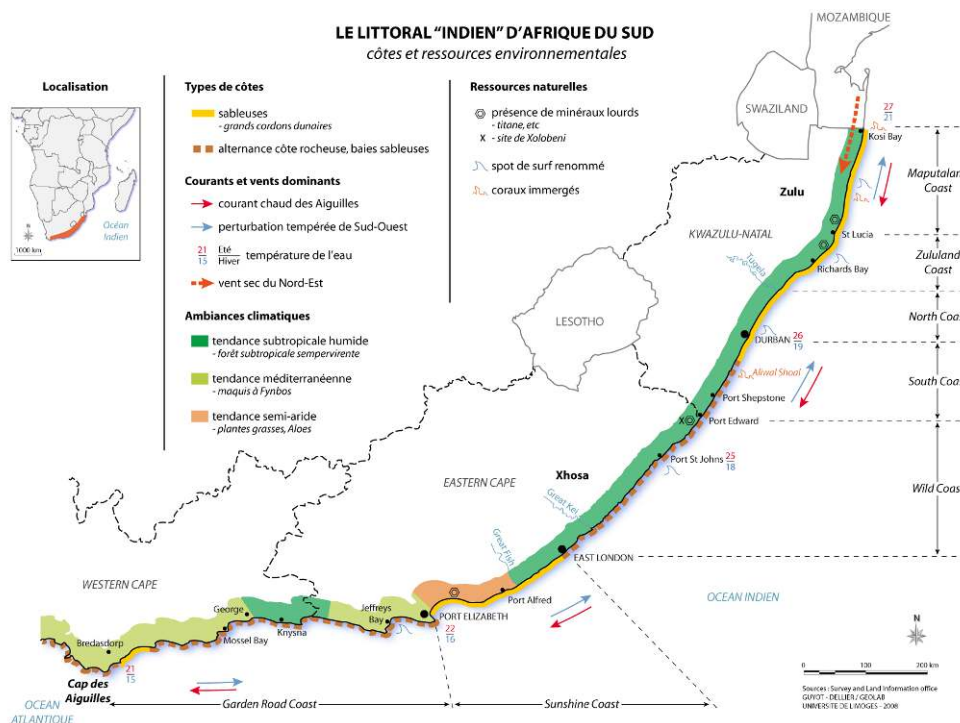 LE LITTORAL "INDIEN" D'AFRIQUE DU SUD
côtes et ressources environnementales
Localisation
Océan
Indien
N
1000 km
Types de côtes
sableuses
- grands cordons dunaires
alternance côte rocheuse, baies sableuses
Courants et vents dominants
courant chaud des Aiguilles
perturbation tempérée de Sud-Ouest
21 Eté
15 Hiver température de l'eau
vent sec du Nord-Est
Ambiances climatiques
tendance subtropicale humide
- forêt subtropicale sempervirente
tendance méditerranéenne
- maquis à Fynbos
tendance semi-aride
- plantes grasses, Aloes
Ressources naturelles
présence de minéraux lourds
- titane, etc
X - site de Xolobeni
spot de surf renommé
coraux immergés
MOZAMBIQUE
SWAZILAND
27
21
Kosi Bay
Maputaland
Coast
Zulu
KWAZULU-NATAL
St Lucia
Zululand
Coast
Tugela
Richards Bay
North Coast
LESOTHO
DURBAN 26
19
Aliwal Shoal
South Coast
Port Shepstone
X
Port Edward
Port St Johns 25
18
Xhosa
Wild Coast
EASTERN CAPE
Great Kei
Great Fish
EAST LONDON
WESTERN CAPE
Port Alfred
OCEAN INDIEN
George
Jeffreys
Bay
PORT ELIZABETH
22
16
Knysna
Mossel Bay
Bredasdorp
21
15
Cap des
Aiguilles
OCEAN
ATLANTIQUE
Garden Road Coast
Sunshine Coast
N
0 100 200 km
Sources : Survey and Land Information office
GUYOT - DELLIER / GEOLAB
UNIVERSITE DE LIMOGES - 2008